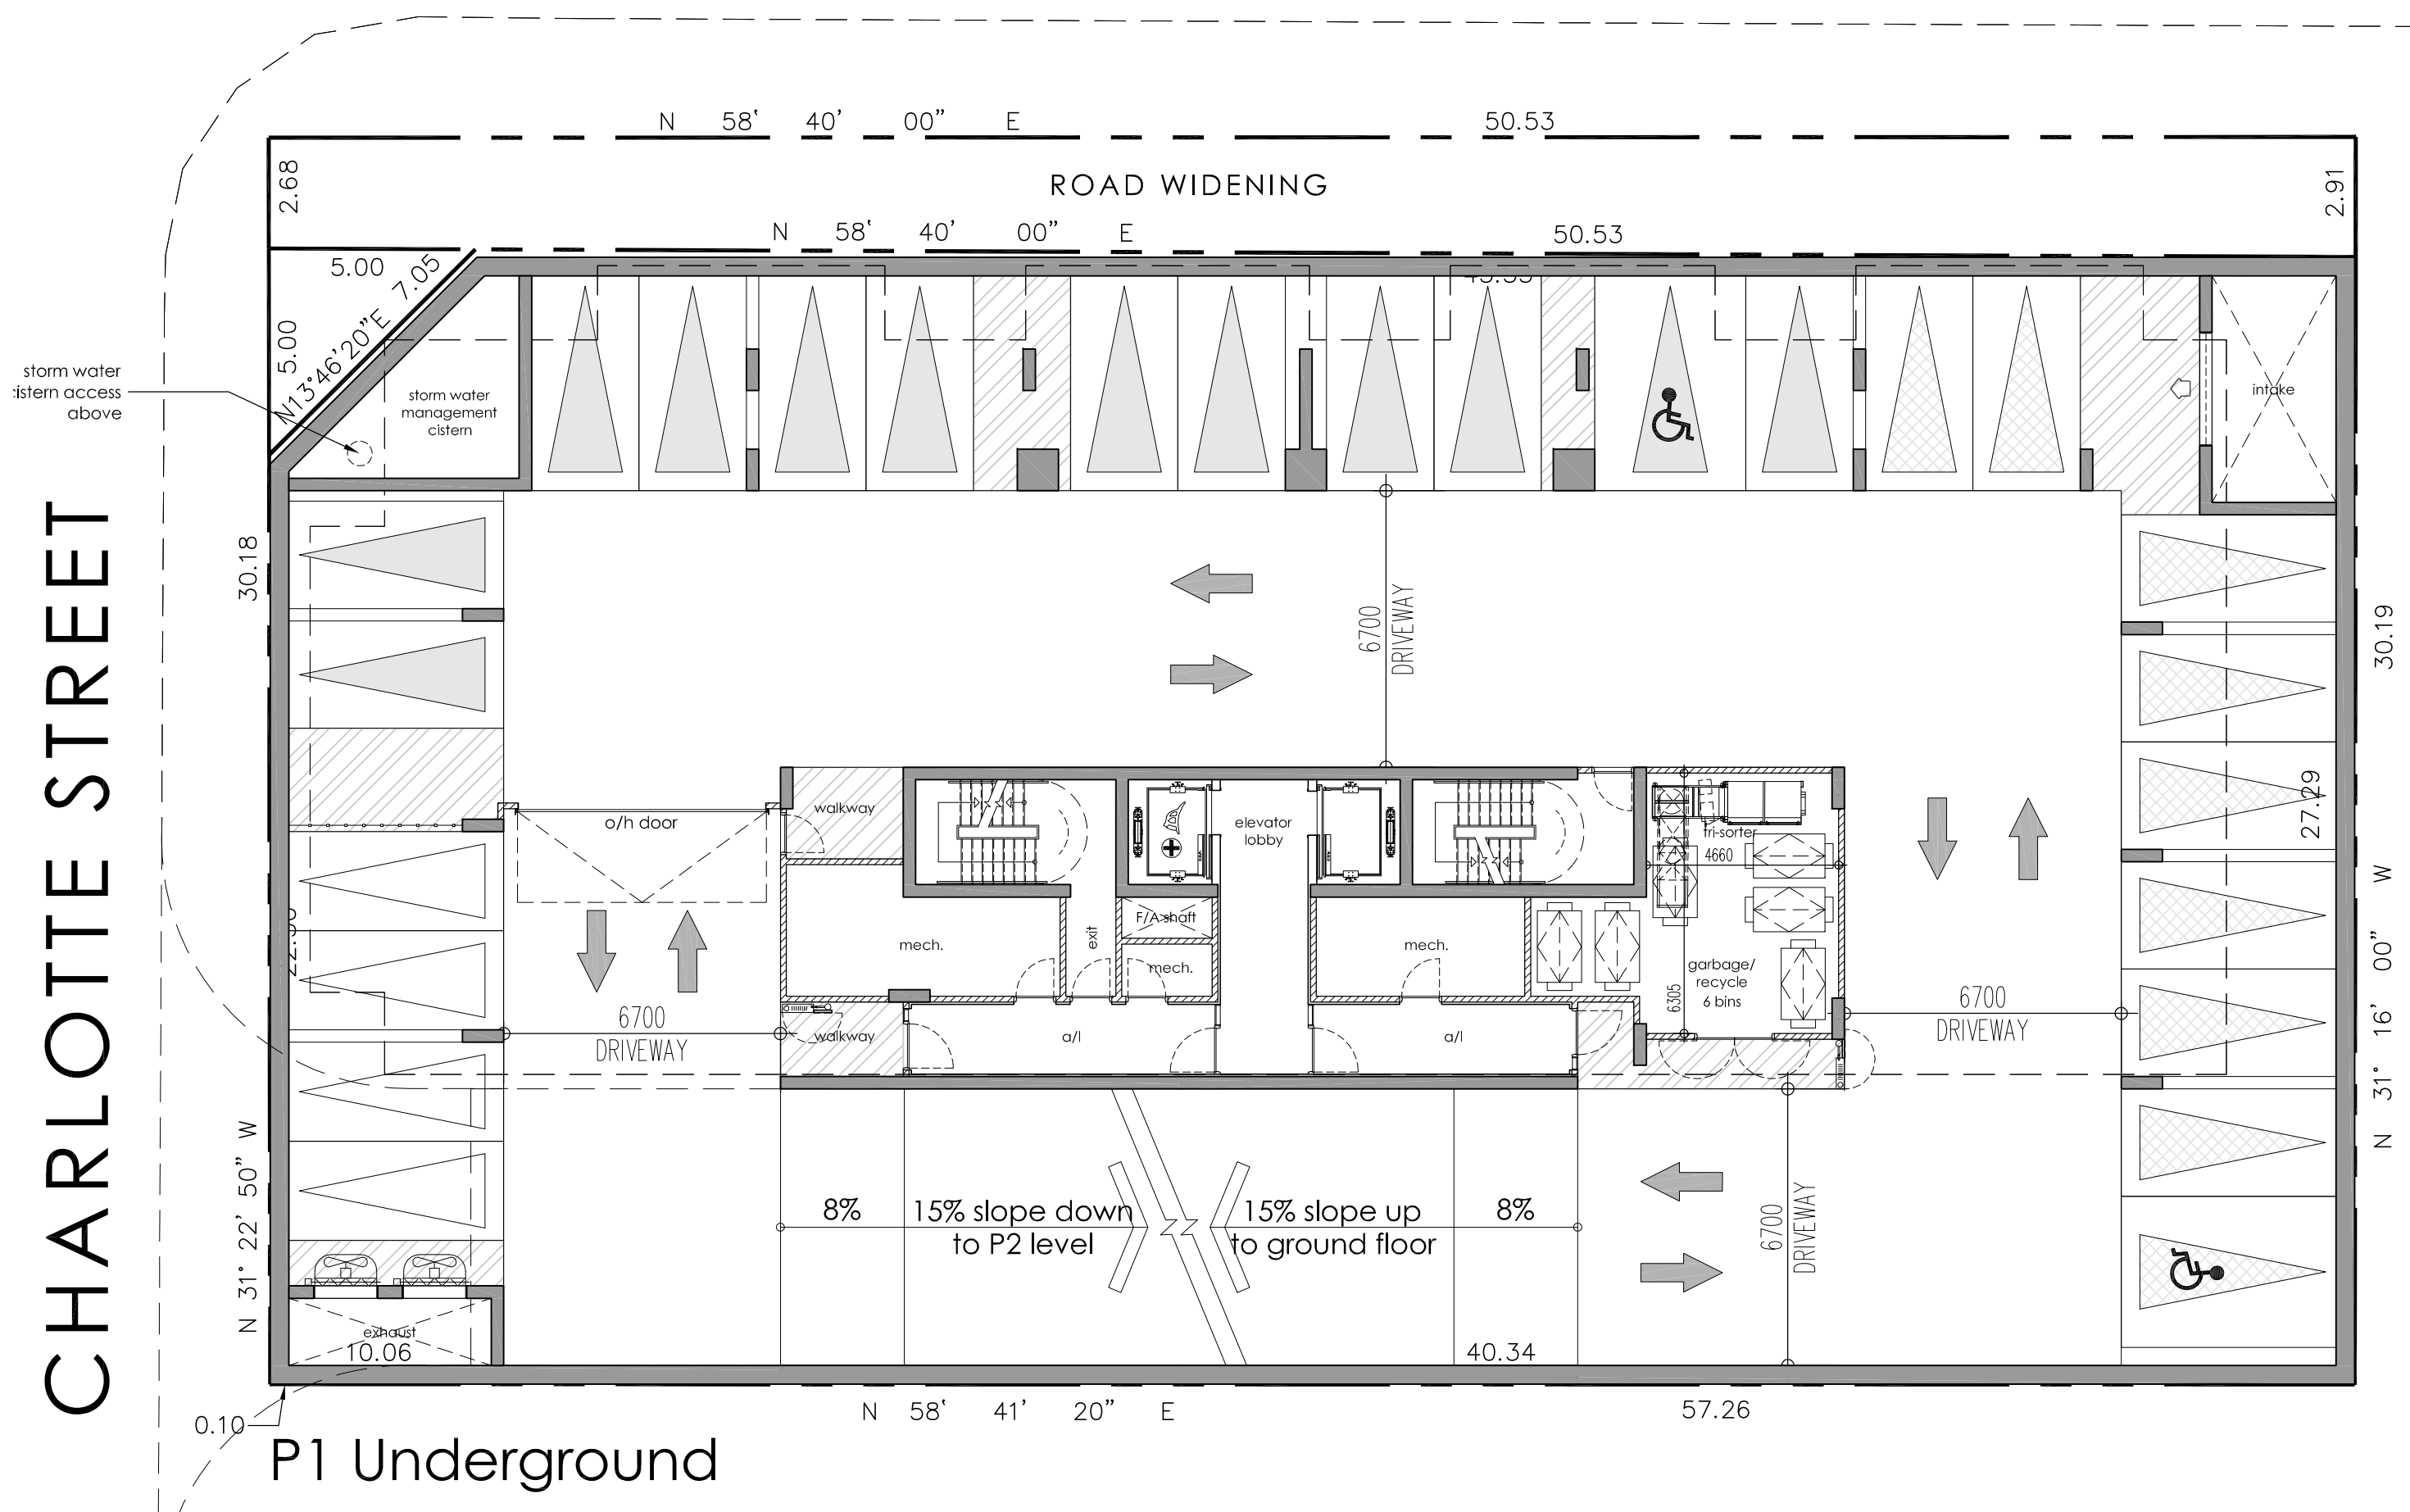 N 58‘ 40’ 00” E 50.53
2.68
ROAD WIDENING
2.91
N 58‘ 40’ 00” E 50.53
5.00
7.05
5.00
N13°46’20”E
storm water
above
storm water
management
cistern
intake
CHARLOTTE STREET
30.18
6700
DRIVEWAY
30.19
walkway
o/h door
elevator
lobby
tri-sorter
4660
27.29
F/A shaft
mech.
exit
mech.
mech.
garbage/
recycle
6 bins
6305
6700
DRIVEWAY
walkway
a/l
a/l
6700
DRIVEWAY
N 31° 16’ 00” W
N 31° 22’ 50” W
8%
15% slope down
to P2 level
15% slope up
to ground floor
8%
6700
DRIVEWAY
exhaust
10.06
40.34
0.10
N 58‘ 41’ 20” E 57.26
P1 Underground